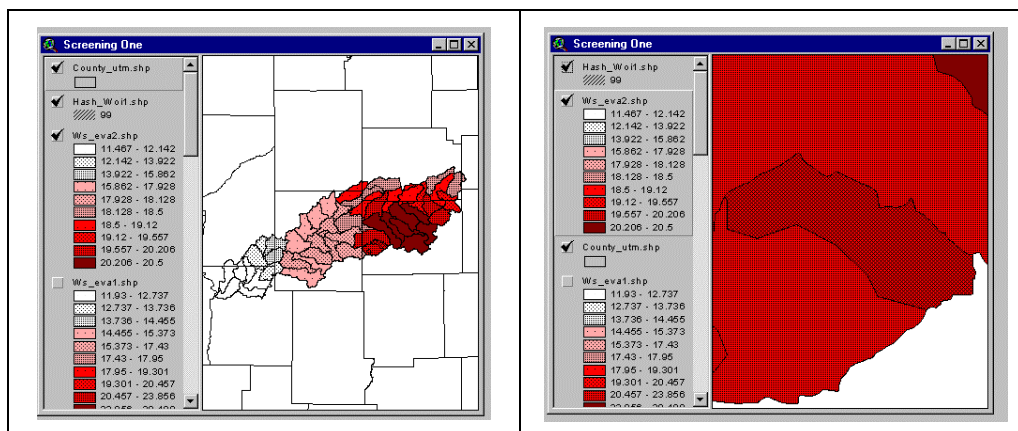 Screening One
County_utm.shp
Hash_Woi1.shp
99
Ws_eva2.shp
11.467 - 12.142
12.142 - 13.922
13.922 - 15.862
15.862 - 17.928
17.928 - 18.128
18.128 - 18.5
18.5 - 19.12
19.12 - 19.557
19.557 - 20.206
20.206 - 20.5
Ws_eva1.shp
11.93 - 12.737
12.737 - 13.736
13.736 - 14.455
14.455 - 15.373
15.373 - 17.43
17.43 - 17.95
17.95 - 19.301
19.301 - 20.457
20.457 - 23.856
Screening One
Hash_Woi1.shp
99
Ws_eva2.shp
11.467 - 12.142
12.142 - 13.922
13.922 - 15.862
15.862 - 17.928
17.928 - 18.128
18.128 - 18.5
18.5 - 19.12
19.12 - 19.557
19.557 - 20.206
20.206 - 20.5
County_utm.shp
Ws_eva1.shp
11.93 - 12.737
12.737 - 13.736
13.736 - 14.455
14.455 - 15.373
15.373 - 17.43
17.43 - 17.95
17.95 - 19.301
19.301 - 20.457
20.457 - 23.856